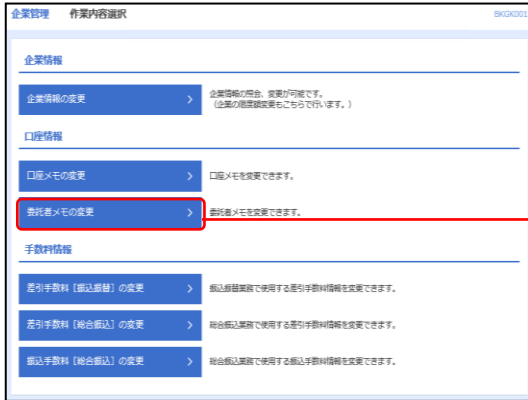 企業管理 作業内容選択 BKGK001
企業情報
企業情報の変更 企業情報の照会、変更が可能です。
（企業の限度額変更もこちらで行います。）
口座情報
口座メモの変更 口座メモを変更できます。
委託者メモの変更 委託者メモを変更できます。
手数料情報
差引手数料［振込振替］の変更 振込振替業務で使用する差引手数料情報を変更できます。
差引手数料［総合振込］の変更 総合振込業務で使用する差引手数料情報を変更できます。
振込手数料［総合振込］の変更 総合振込業務で使用する振込手数料情報を変更できます。